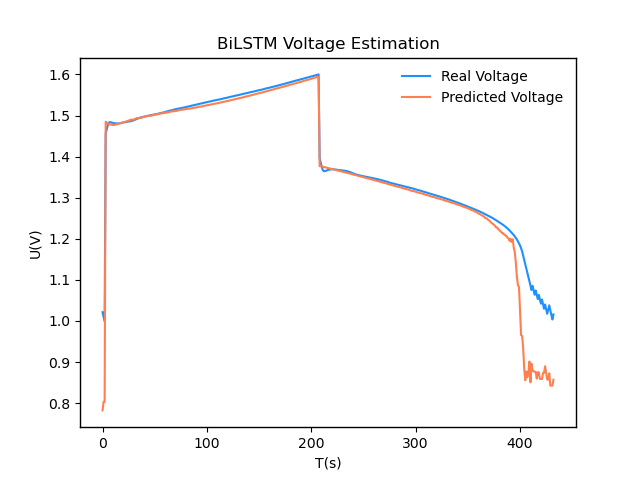 BiLSTM Voltage Estimation
Real Voltage
Predicted Voltage
1.6
1.5
1.4
1.3
1.2
1.1
1.0
0.9
0.8
U(V)
0 100 200 300 400
T(s)